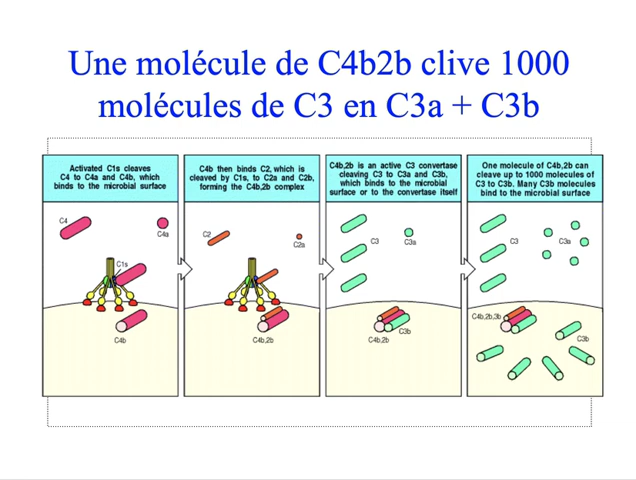 Une molécule de C4b2b clive 1000
molécules de C3 en C3a + C3b
Activated C1s cleaves
C4 to C4a and C4b, which
binds to the microbial surface
C4b then binds C2, which is
cleaved by C1s, to C2a and C2b,
forming the C4b,2b complex
C4b,2b is an active C3 convertase
cleaving C3 to C3a and C3b,
which binds to the microbial
surface or to the convertase itself
One molecule of C4b,2b can
cleave up to 1000 molecules of
C3 to C3b. Many C3b molecules
bind to the microbial surface
C4
C4a
C1s
C4b
C2
C2a
C4b,2b
C3
C3a
C3b
C4b,2b
C3
C3a
C4b,2b,3b
C3b